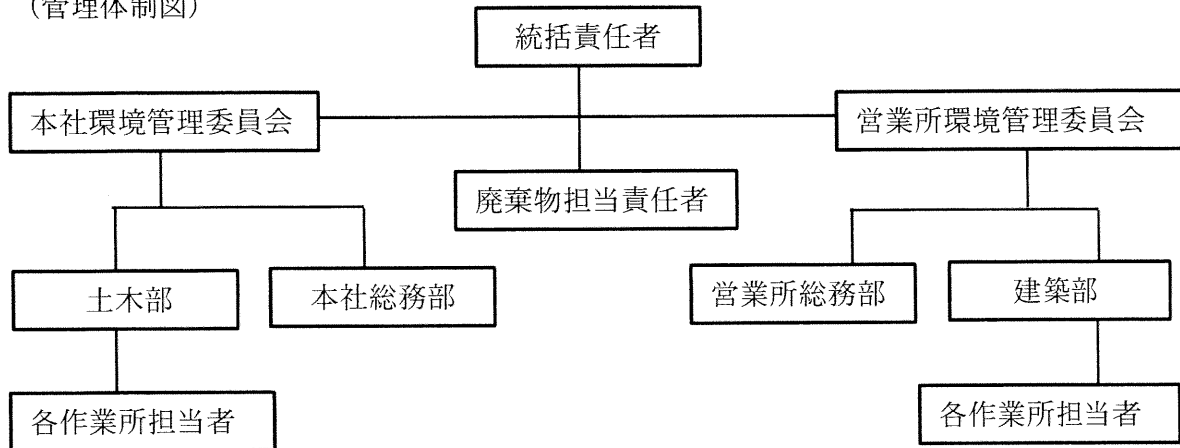 （管理体制図）
統括責任者
本社環境管理委員会
営業所環境管理委員会
廃棄物担当責任者
土木部
本社総務部
営業所総務部
建築部
各作業所担当者
各作業所担当者